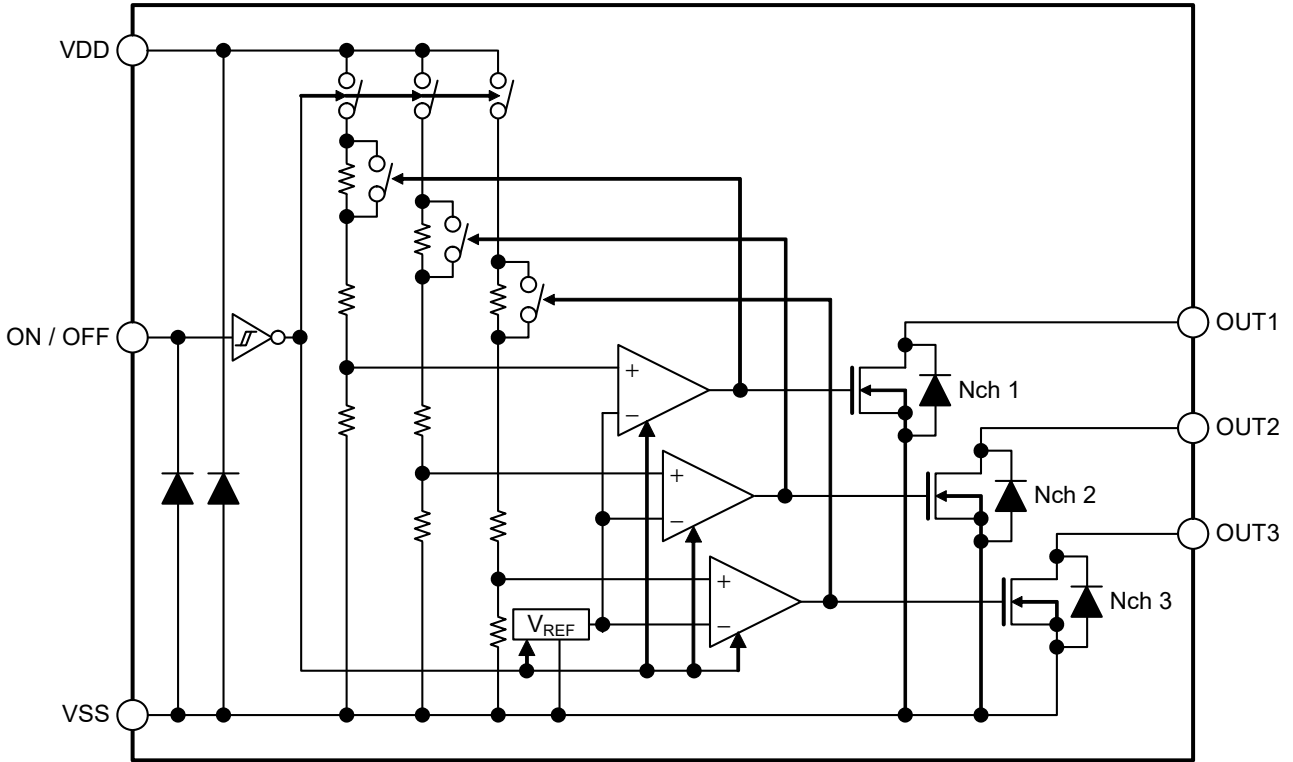 VDD
ON / OFF
VSS
OUT1
OUT2
OUT3
Nch 1
Nch 2
Nch 3
+
−
+
−
+
−
VREF